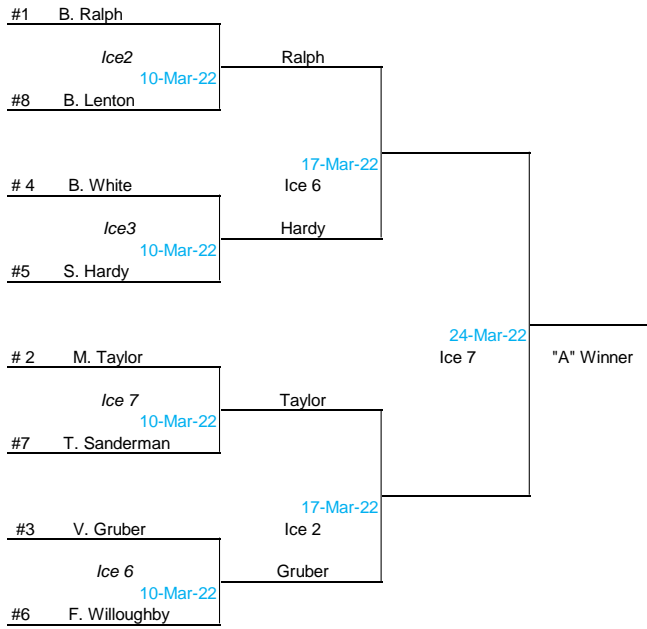 #1 B. Ralph
Ice2 Ralph
10-Mar-22
#8 B. Lenton
17-Mar-22
# 4 B. White Ice 6
Ice3 Hardy
10-Mar-22
#5 S. Hardy
24-Mar-22
# 2 M. Taylor Ice 7 "A" Winner
Ice 7 Taylor
10-Mar-22
#7 T. Sanderman
17-Mar-22
#3 V. Gruber Ice 2
Ice 6 Gruber
10-Mar-22
#6 F. Willoughby